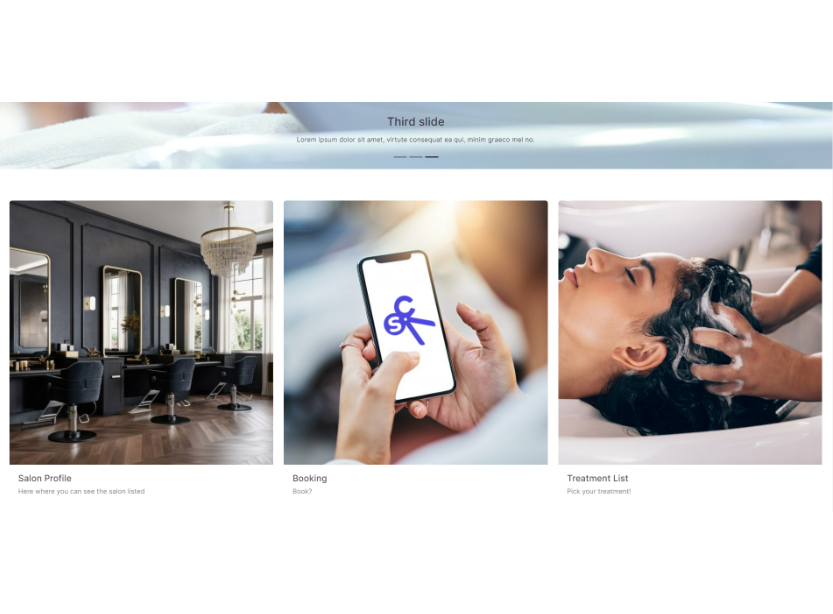 Third slide
Lorem ipsum dolor sit amet, virtute consequat ea qui, minim graeco mel no.
SC
Salon Profile
Here where you can see the salon listed
Booking
Book?
Treatment List
Pick your treatment!